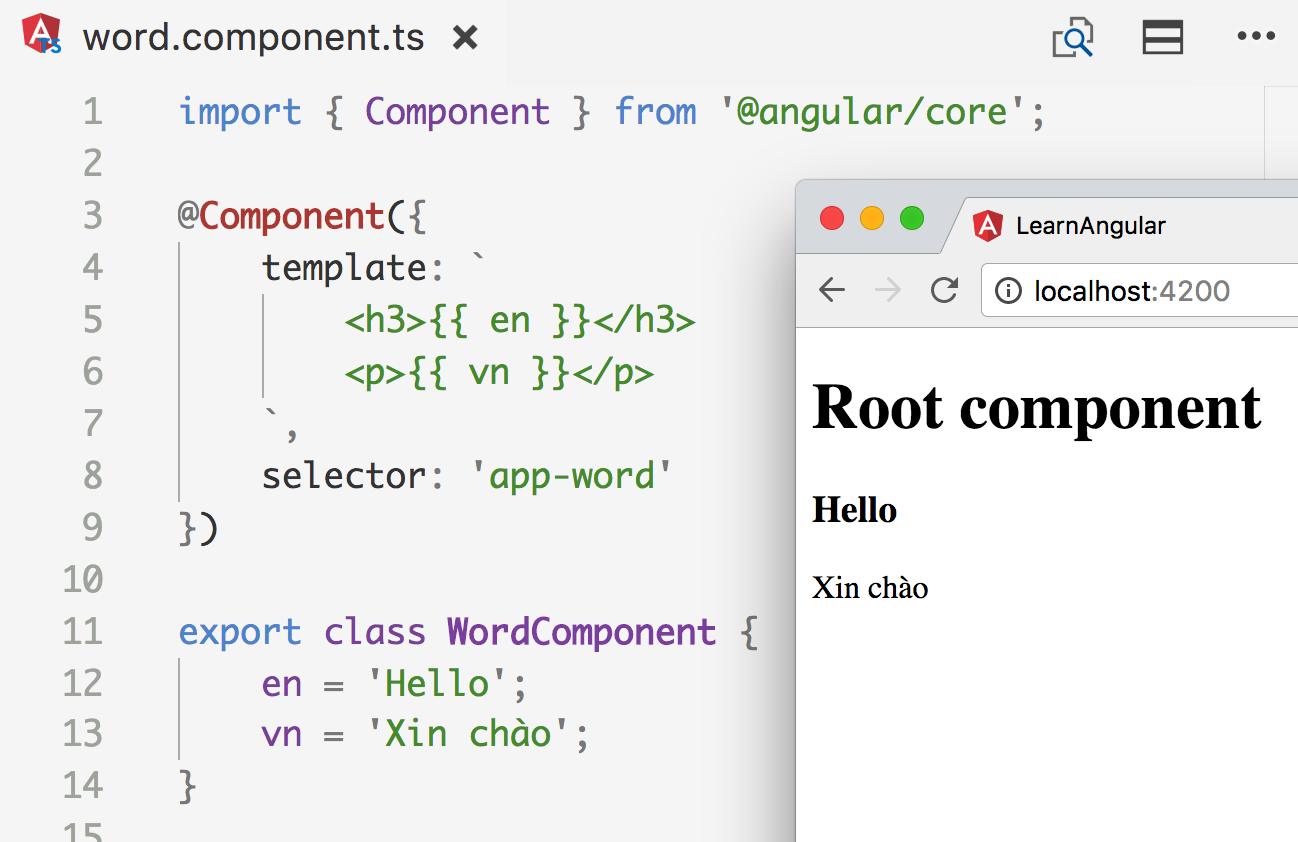 word.component.ts
1 import { Component } from '@angular/core';
2
3 @Component({
4     template: `
5         <h3>{{ en }}</h3>
6         <p>{{ vn }}</p>
7     `,
8     selector: 'app-word'
9 })
10
11 export class WordComponent {
12     en = 'Hello';
13     vn = 'Xin chào';
14 }
15
LearnAngular
localhost:4200
Root component
Hello
Xin chào